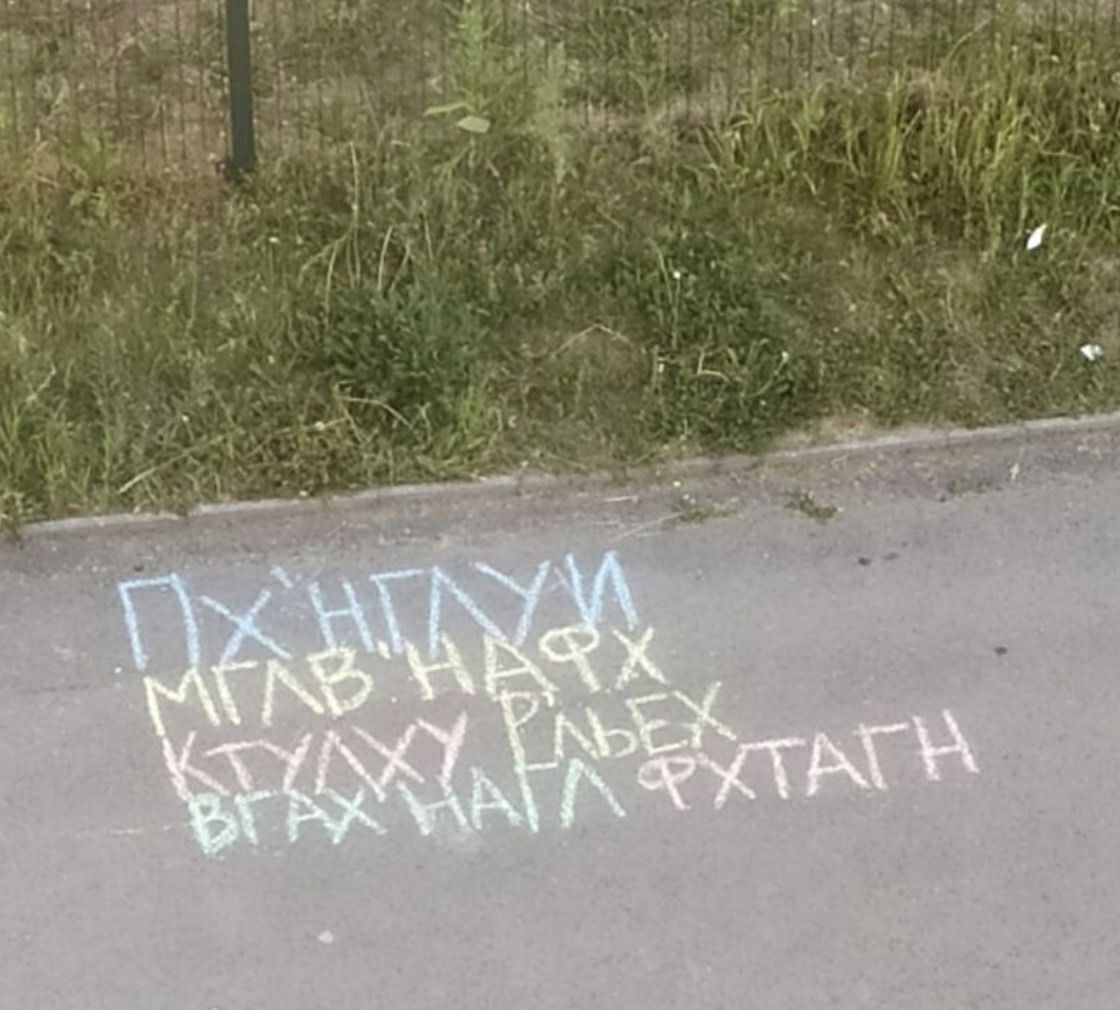 ПХ'НГЛУИ
МГЛВ'НАФХ
КТУЛХУ Р'ЛЬЕХ
ВГАХ'НАГЛ ФХТАГН